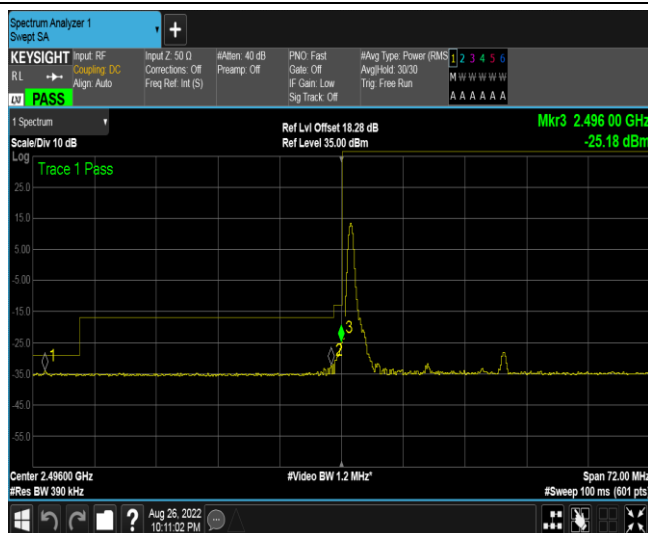 Spectrum Analyzer 1
Swept SA
+
KEYSIGHT
RL
LXI PASS
Input: RF
Coupling: DC
Align: Auto
Input Z: 50 Ω
Corrections: Off
Freq Ref: Int (S)
#Atten: 40 dB
Preamp: Off
PNO: Fast
Gate: Off
IF Gain: Low
Sig Track: Off
#Avg Type: Power (RMS
Avg|Hold: 30/30
Trig: Free Run
1 2 3 4 5 6
M W W W W W
A A A A A A
1 Spectrum
Scale/Div 10 dB
Ref Lvl Offset 18.28 dB
Ref Level 35.00 dBm
Mkr3 2.496 00 GHz
-25.18 dBm
Log
Trace 1 Pass
25.0
15.0
5.00
-5.00
-15.0
-25.0
-35.0
-45.0
-55.0
1
2
3
Center 2.49600 GHz
#Res BW 390 kHz
#Video BW 1.2 MHz*
Span 72.00 MHz
#Sweep 100 ms (601 pts)
?
Aug 26, 2022
10:11:02 PM